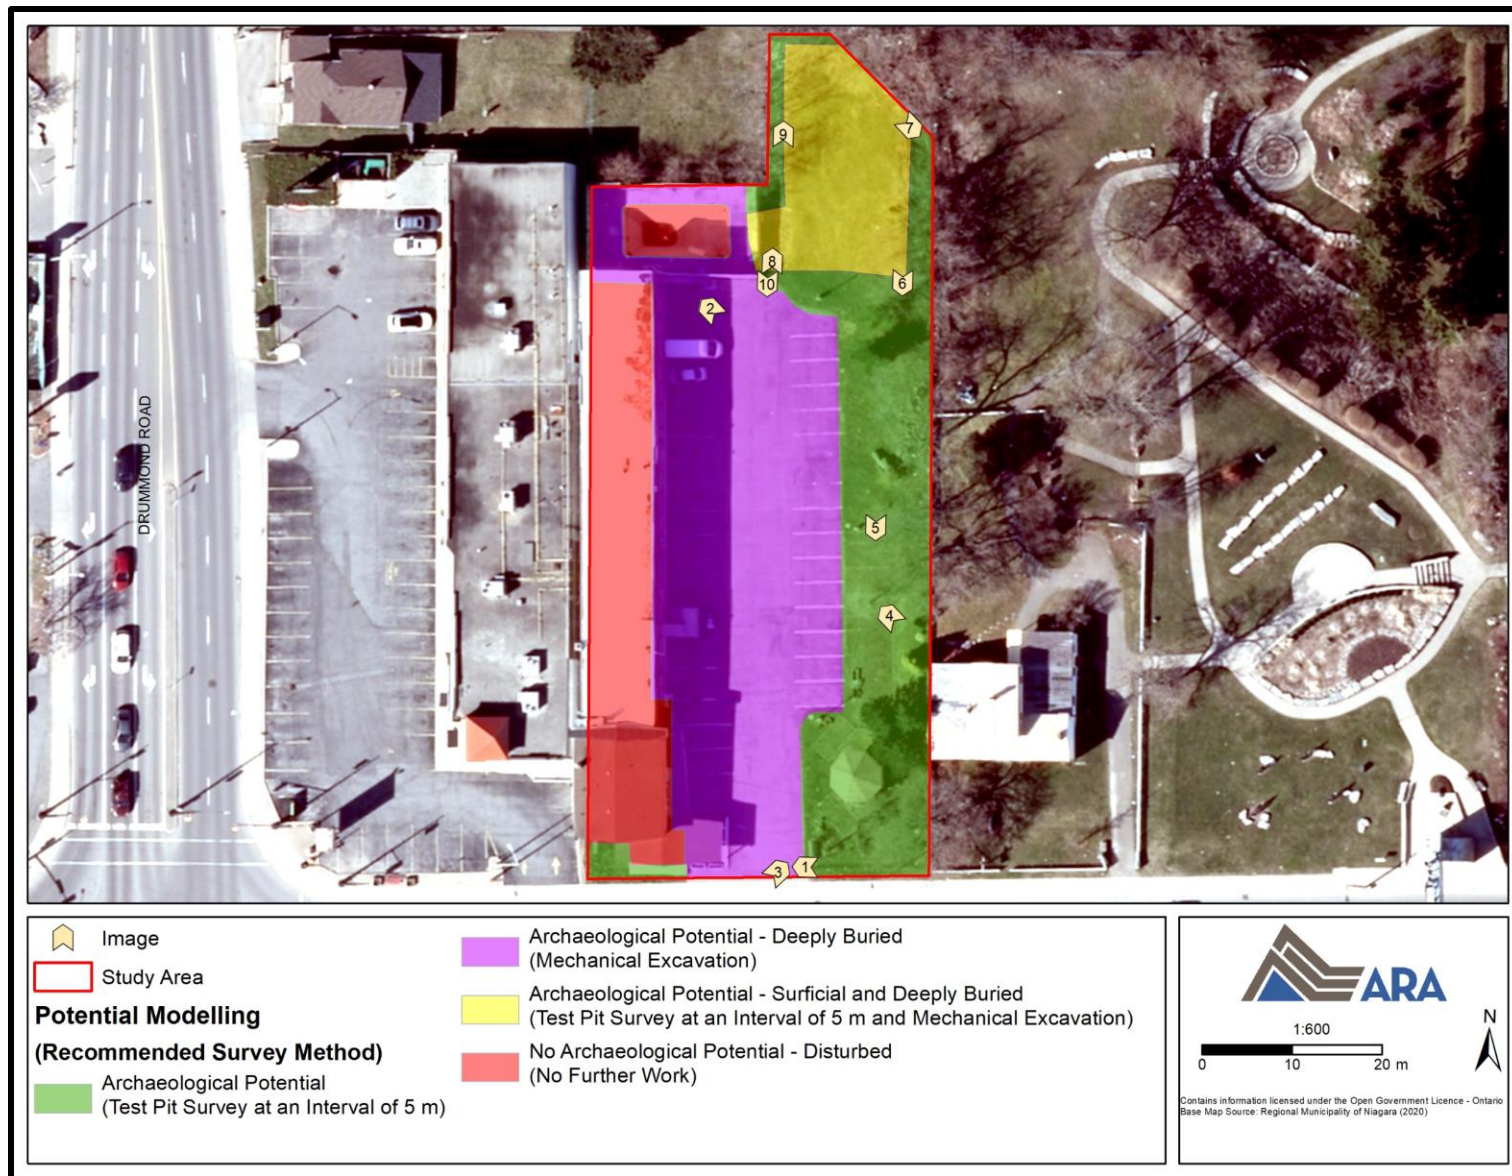 DRUMMOND ROAD
9
7
8
10
6
2
5
4
3
1
Image
Study Area
Potential Modelling
(Recommended Survey Method)
Archaeological Potential
(Test Pit Survey at an Interval of 5 m)
Archaeological Potential - Deeply Buried
(Mechanical Excavation)
Archaeological Potential - Surficial and Deeply Buried
(Test Pit Survey at an Interval of 5 m and Mechanical Excavation)
No Archaeological Potential - Disturbed
(No Further Work)
ARA
1:600
0 10 20 m
N
Contains information licensed under the Open Government Licence - Ontario
Base Map Source: Regional Municipality of Niagara (2020)